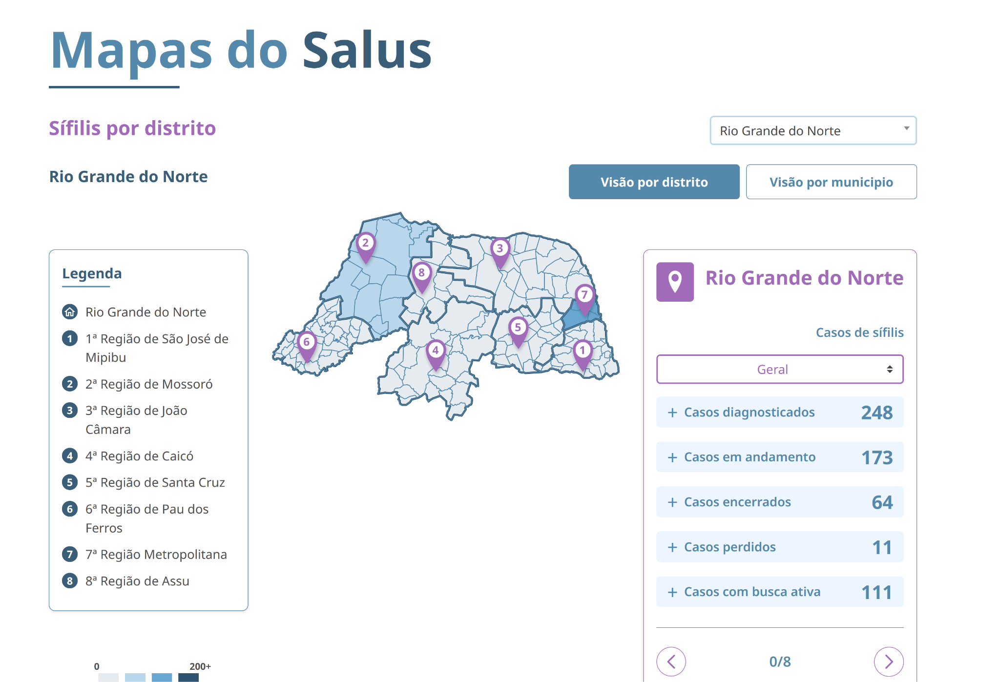 Mapas do Salus
Sífilis por distrito
Rio Grande do Norte
Rio Grande do Norte
Visão por distrito
Visão por municipio
Legenda
Rio Grande do Norte
1 1ª Região de São José de
Mipibu
2 2ª Região de Mossoró
3 3ª Região de João
Câmara
4 4ª Região de Caicó
5 5ª Região de Santa Cruz
6 6ª Região de Pau dos
Ferros
7 7ª Região Metropolitana
8 8ª Região de Assu
0 200+
2
3
8
7
5
6
4
1
Rio Grande do Norte
Casos de sífilis
Geral
+ Casos diagnosticados 248
+ Casos em andamento 173
+ Casos encerrados 64
+ Casos perdidos 11
+ Casos com busca ativa 111
0/8